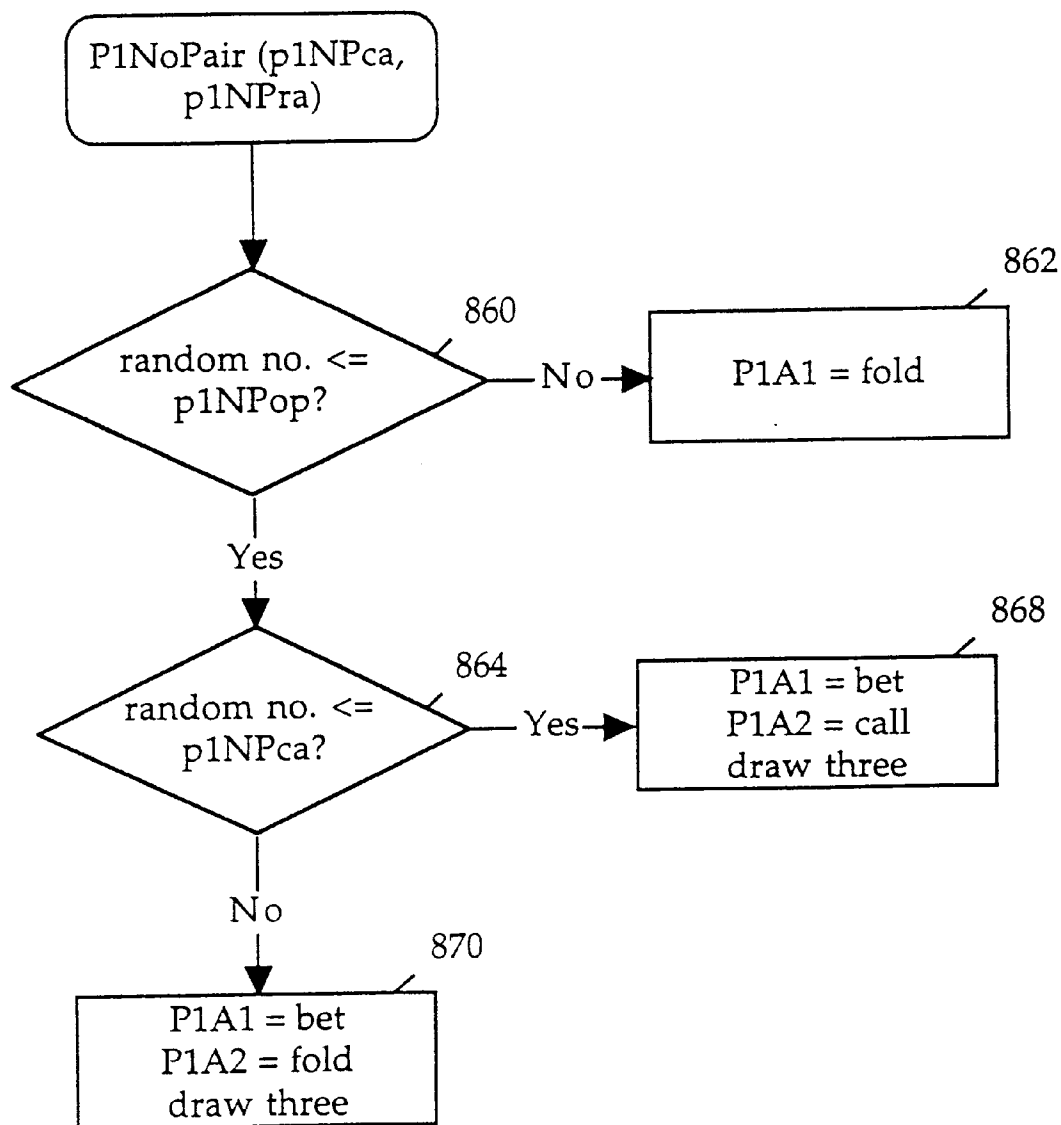 P1NoPair (p1NPca,
p1NPra)
860
random no. <=
p1NPop?
No
862
P1A1 = fold
Yes
864
random no. <=
p1NPca?
Yes
868
P1A1 = bet
P1A2 = call
draw three
No
870
P1A1 = bet
P1A2 = fold
draw three